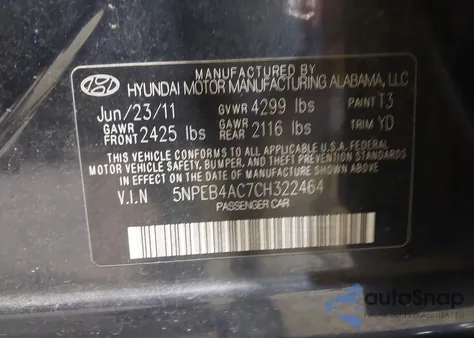 MANUFACTURED BY
HYUNDAI MOTOR MANUFACTURING ALABAMA, LLC
Jun/23/11 GVWR 4299 lbs PAINT T3
GAWR FRONT 2425 lbs GAWR REAR 2116 lbs TRIM YD
THIS VEHICLE CONFORMS TO ALL APPLICABLE U.S.A FEDERAL
MOTOR VEHICLE SAFETY, BUMPER, AND THEFT PREVENTION STANDARDS
IN EFFECT ON THE DATE OF MANUFACTURE SHOWN ABOVE.
V.I.N 5NPEB4AC7CH322464
PASSENGER CAR
autoSnap